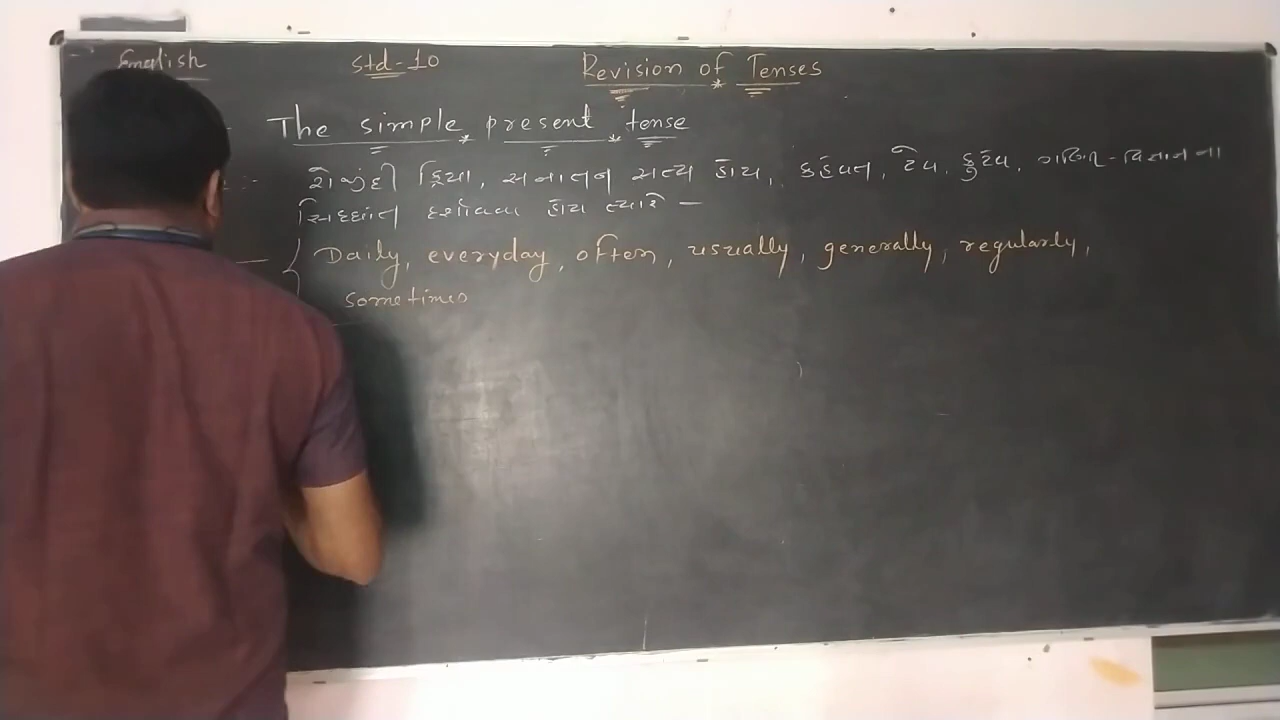 English Std-10 Revision of Tenses
The simple present tense
રોજીંદી ક્રિયા, સનાતન સત્ય હોય, કહેવત, ટેવ, કુટેવ, ગણિત-વિજ્ઞાનના
સિદ્ધાંત દર્શાવવા હોય ત્યારે —
— { Daily, everyday, often, usually, generally, regularly,
sometimes